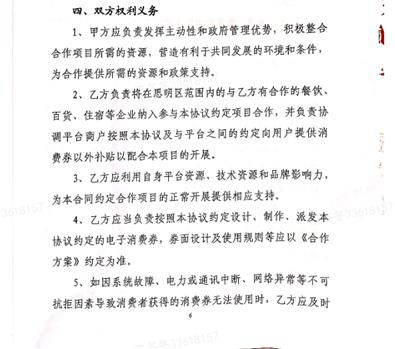 四、双方权利义务
1、甲方应负责发挥主动性和政府管理优势，积极整合
合作项目所需的资源，营造有利于共同发展的环境和条件，
为合作提供所需的资源和政策支持。
2、乙方负责将在思明区范围内的与乙方有合作的餐饮、
百货、住宿等企业纳入参与本协议约定项目合作，并负责协
调平台商户按照本协议及与平台之间的约定向用户提供消
费券以外补贴以配合本项目的开展。
3、乙方应利用自身平台资源、技术资源和品牌影响力，
为本合同约定合作项目的正常开展提供相应支持。
4、乙方应当负责按照本协议约定设计、制作、派发本
协议约定的电子消费券，券面设计及使用规则等应以《合作
方案》约定为准。
5、如因系统故障、电力或通讯中断、网络异常等不可
抗拒因素导致消费者获得的消费券无法使用时，乙方应及时
6
33618157
33618157